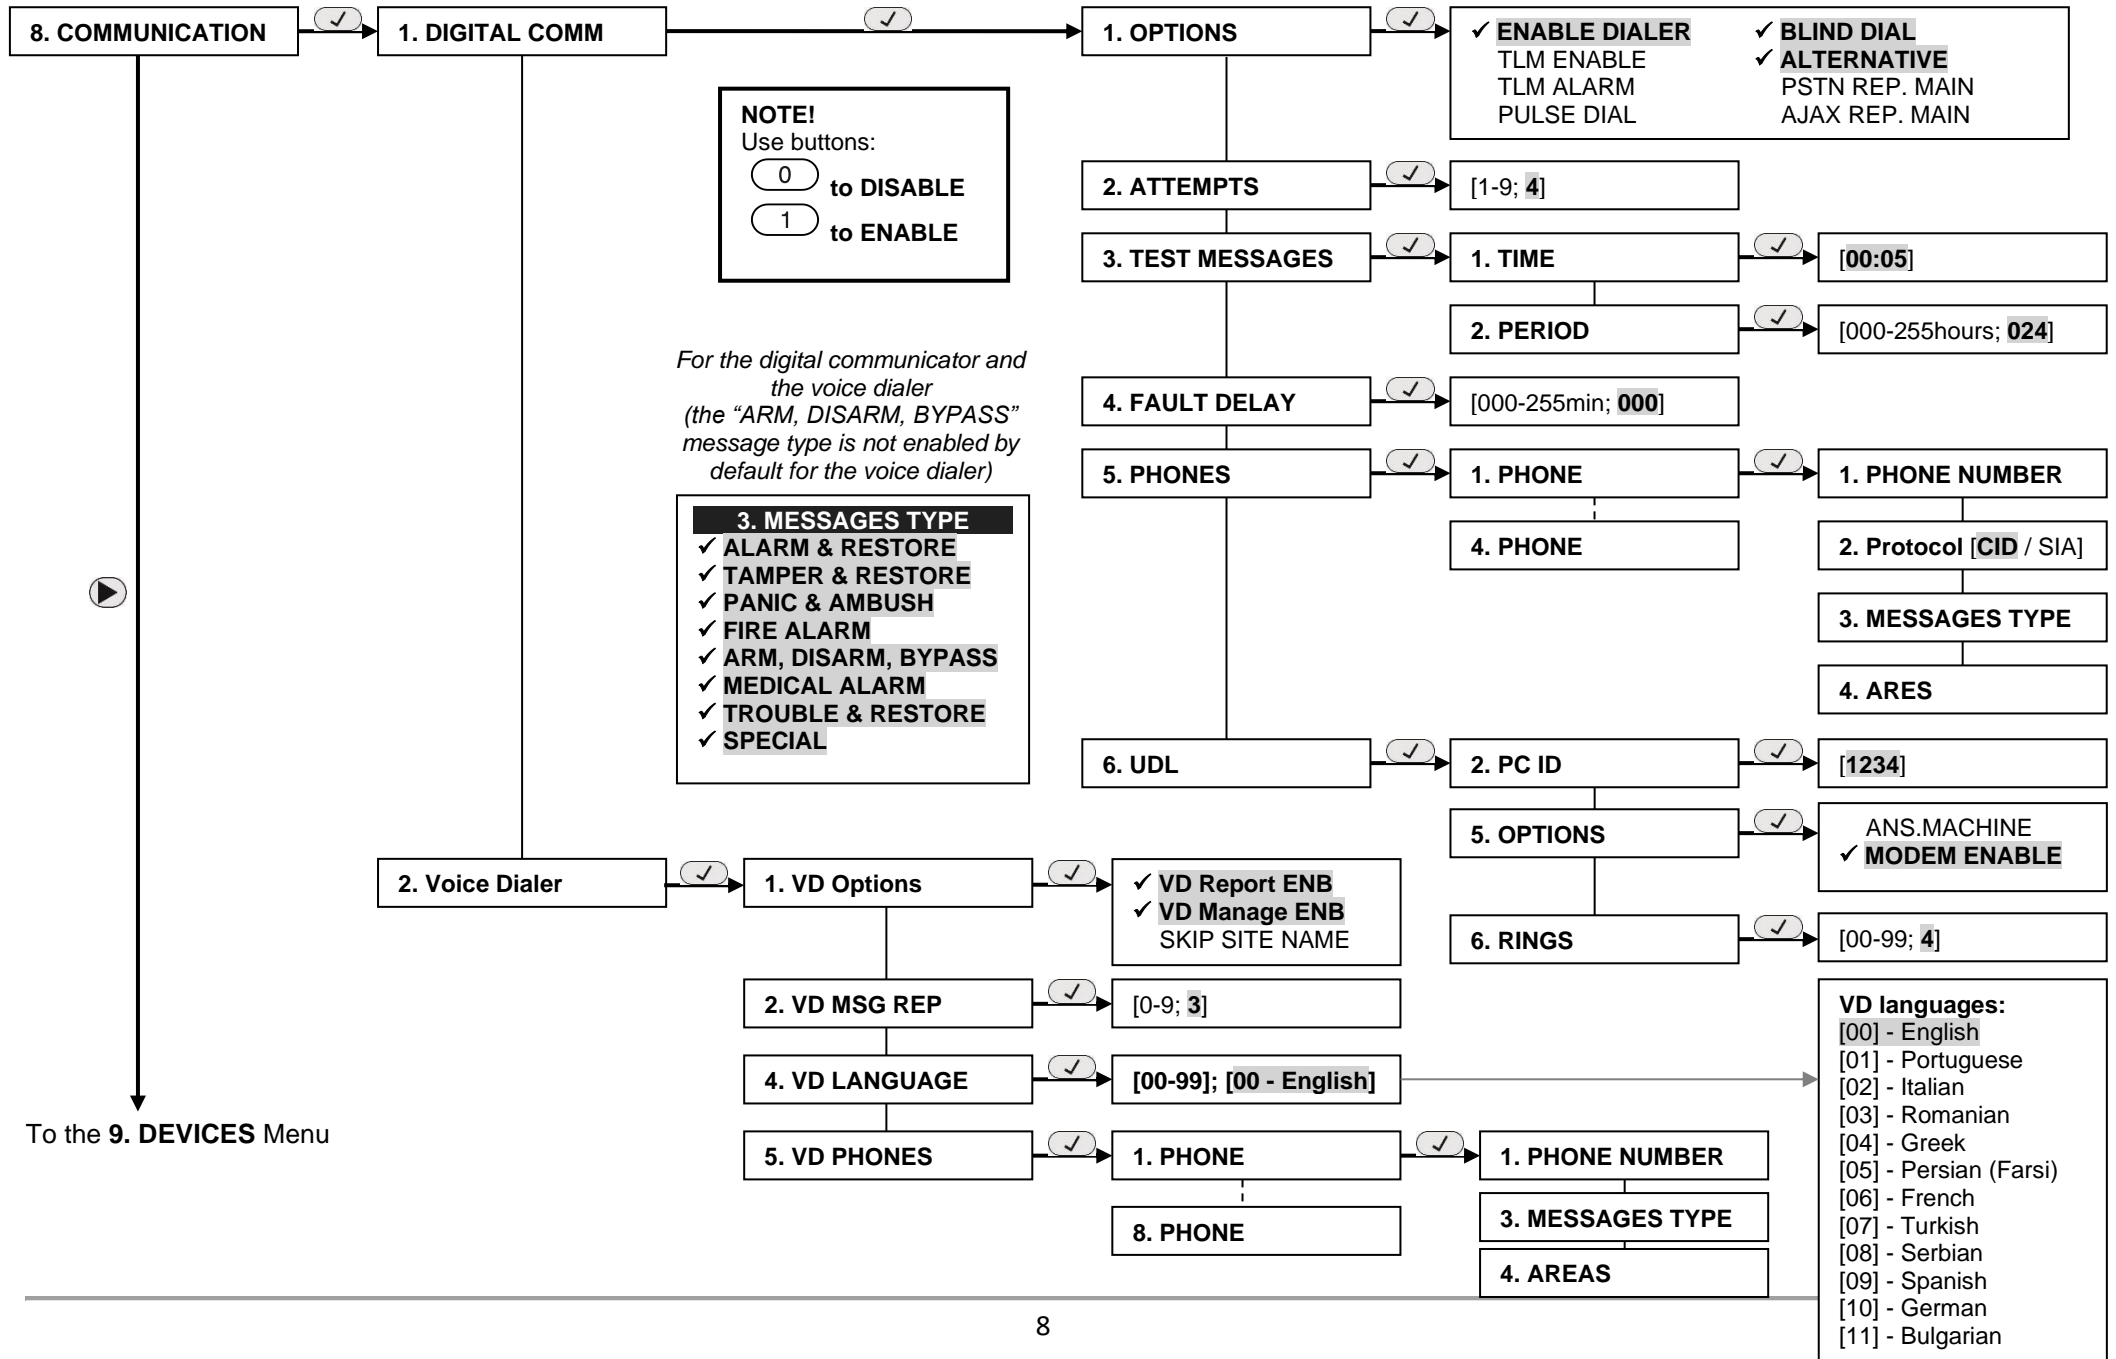 8. COMMUNICATION
1. DIGITAL COMM
1. OPTIONS
✓ ENABLE DIALER
TLM ENABLE
TLM ALARM
PULSE DIAL
✓ BLIND DIAL
✓ ALTERNATIVE
PSTN REP. MAIN
AJAX REP. MAIN
NOTE!
Use buttons:
0 to DISABLE
1 to ENABLE
2. ATTEMPTS
[1-9; 4]
3. TEST MESSAGES
1. TIME
[00:05]
2. PERIOD
[000-255hours; 024]
For the digital communicator and
the voice dialer
(the “ARM, DISARM, BYPASS”
message type is not enabled by
default for the voice dialer)
4. FAULT DELAY
[000-255min; 000]
5. PHONES
1. PHONE
1. PHONE NUMBER
4. PHONE
2. Protocol [CID / SIA]
3. MESSAGES TYPE
4. ARES
3. MESSAGES TYPE
✓ ALARM & RESTORE
✓ TAMPER & RESTORE
✓ PANIC & AMBUSH
✓ FIRE ALARM
✓ ARM, DISARM, BYPASS
✓ MEDICAL ALARM
✓ TROUBLE & RESTORE
✓ SPECIAL
6. UDL
2. PC ID
[1234]
5. OPTIONS
ANS.MACHINE
✓ MODEM ENABLE
6. RINGS
[00-99; 4]
2. Voice Dialer
1. VD Options
✓ VD Report ENB
✓ VD Manage ENB
SKIP SITE NAME
2. VD MSG REP
[0-9; 3]
4. VD LANGUAGE
[00-99]; [00 - English]
VD languages:
[00] - English
[01] - Portuguese
[02] - Italian
[03] - Romanian
[04] - Greek
[05] - Persian (Farsi)
[06] - French
[07] - Turkish
[08] - Serbian
[09] - Spanish
[10] - German
[11] - Bulgarian
5. VD PHONES
1. PHONE
1. PHONE NUMBER
8. PHONE
3. MESSAGES TYPE
4. AREAS
To the 9. DEVICES Menu
8